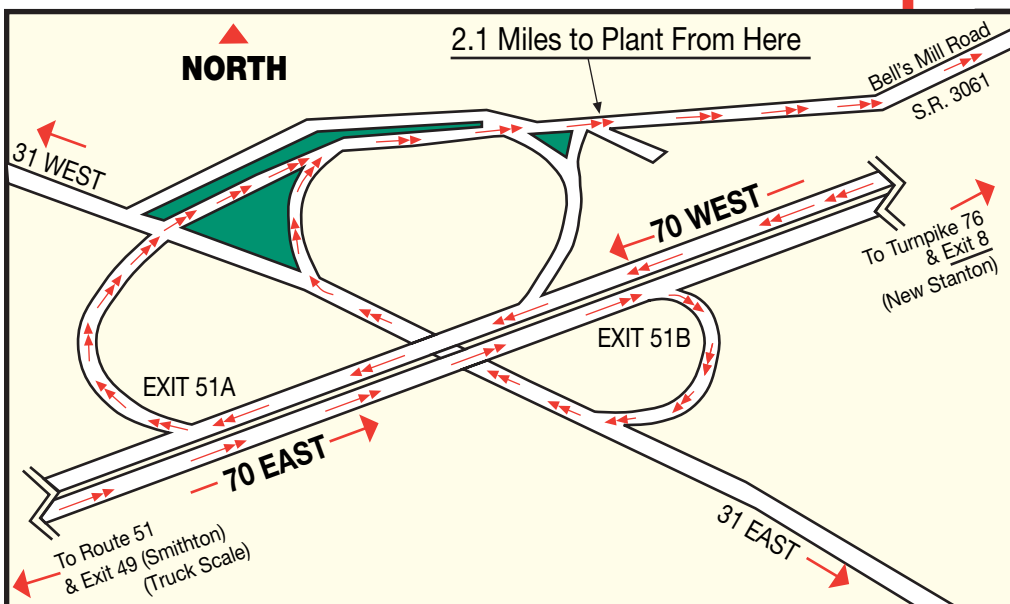 NORTH
2.1 Miles to Plant From Here
Bell's Mill Road
S.R. 3061
31 WEST
70 WEST
To Turnpike 76
& Exit 8
(New Stanton)
EXIT 51B
EXIT 51A
70 EAST
31 EAST
To Route 51
& Exit 49 (Smithton)
(Truck Scale)